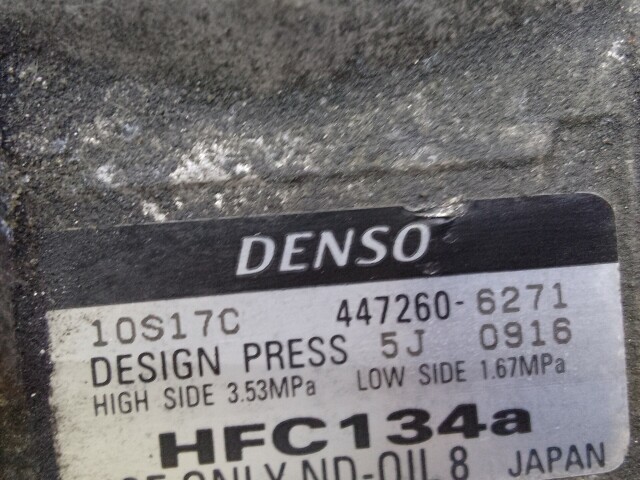 DENSO
10S17C 447260-6271
DESIGN PRESS 5J 0916
HIGH SIDE 3.53MPa LOW SIDE 1.67MPa
HFC134a
ONLY ND-OIL 8 JAPAN